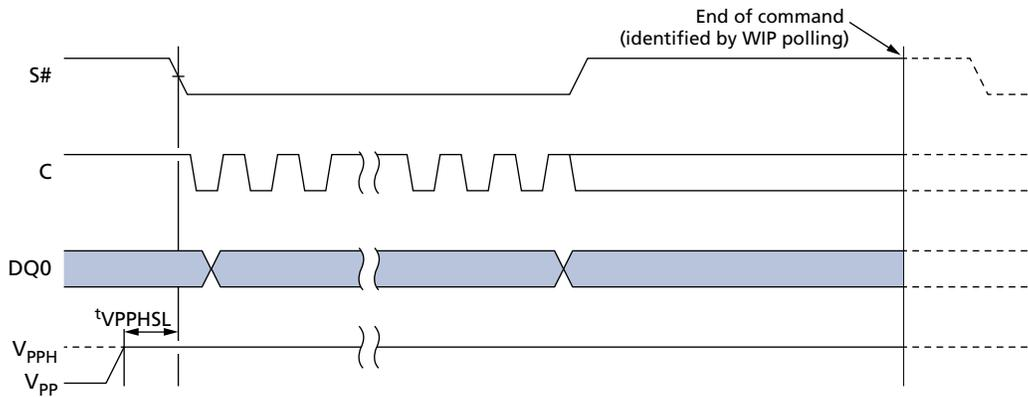 End of command
(identified by WIP polling)
S#
C
DQ0
tVPPHSL
VPPH
VPP